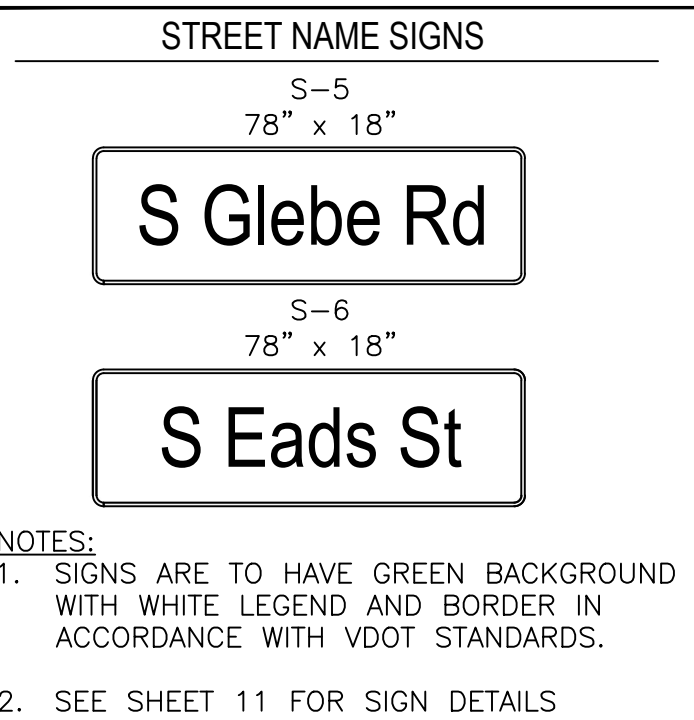 STREET NAME SIGNS
S-5
78” x 18”
S Glebe Rd
S-6
78” x 18”
S Eads St
NOTES:
1. SIGNS ARE TO HAVE GREEN BACKGROUND
WITH WHITE LEGEND AND BORDER IN
ACCORDANCE WITH VDOT STANDARDS.
2. SEE SHEET 11 FOR SIGN DETAILS